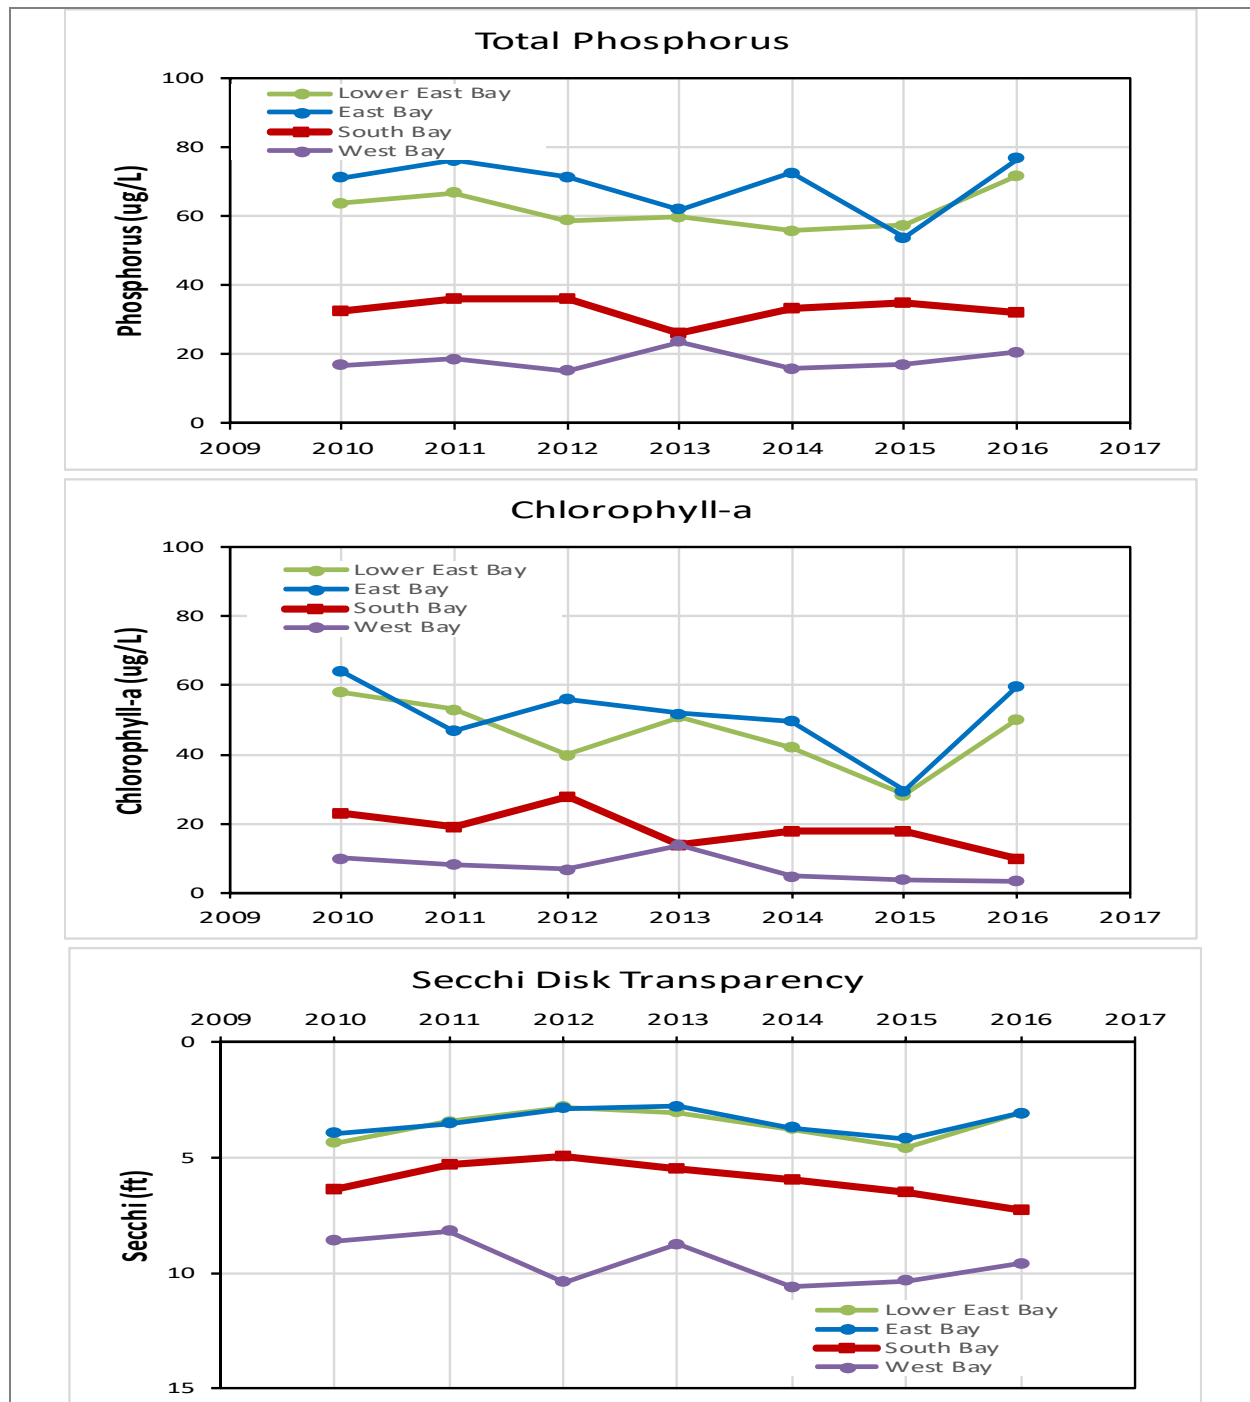 Total Phosphorus
Phosphorus (ug/L)
100
80
60
40
20
0
Lower East Bay
East Bay
South Bay
West Bay
2009 2010 2011 2012 2013 2014 2015 2016 2017
Chlorophyll-a
Chlorophyll-a (ug/L)
100
80
60
40
20
0
Lower East Bay
East Bay
South Bay
West Bay
2009 2010 2011 2012 2013 2014 2015 2016 2017
Secchi Disk Transparency
2009 2010 2011 2012 2013 2014 2015 2016 2017
Secchi (ft)
0
5
10
15
Lower East Bay
East Bay
South Bay
West Bay